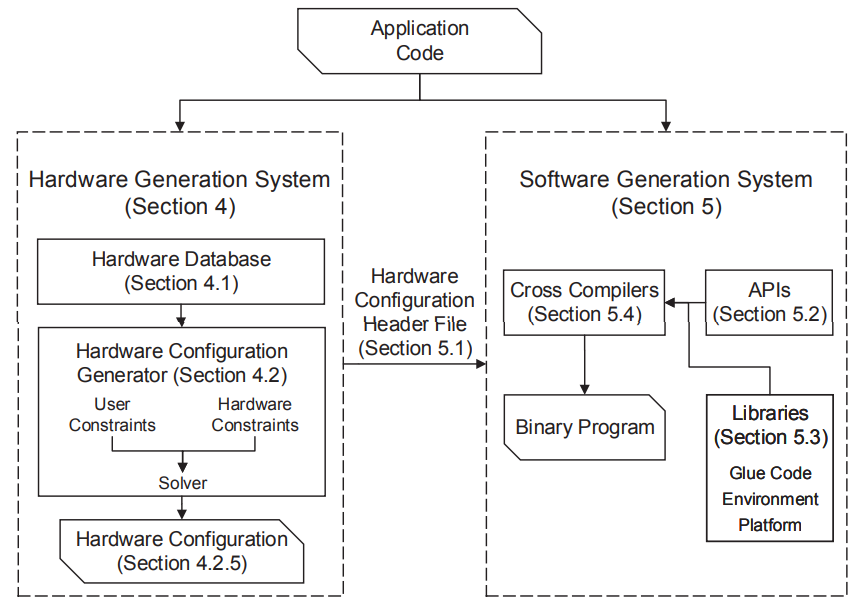 Application
Code
Hardware Generation System
(Section 4)
Hardware Database
(Section 4.1)
Hardware Configuration
Generator (Section 4.2)
User
Constraints
Hardware
Constraints
Solver
Hardware Configuration
(Section 4.2.5)
Hardware
Configuration
Header File
(Section 5.1)
Software Generation System
(Section 5)
Cross Compilers
(Section 5.4)
APIs
(Section 5.2)
Binary Program
Libraries
(Section 5.3)
Glue Code
Environment
Platform